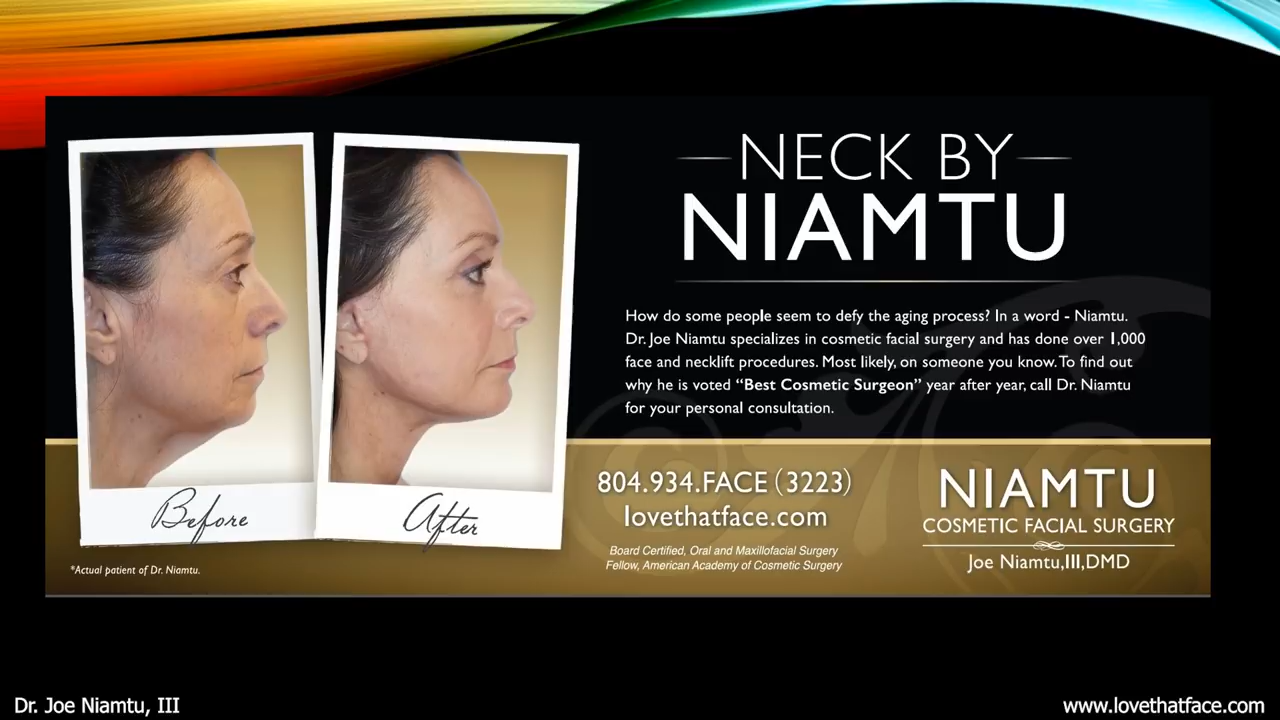 NECK BY
NIAMTU
How do some people seem to defy the aging process? In a word - Niamtu.
Dr. Joe Niamtu specializes in cosmetic facial surgery and has done over 1,000
face and necklift procedures. Most likely, on someone you know. To find out
why he is voted “Best Cosmetic Surgeon” year after year, call Dr. Niamtu
for your personal consultation.
Before
After
*Actual patient of Dr. Niamtu.
804.934.FACE (3223)
lovethatface.com
Board Certified, Oral and Maxillofacial Surgery
Fellow, American Academy of Cosmetic Surgery
NIAMTU
COSMETIC FACIAL SURGERY
Joe Niamtu,III,DMD
Dr. Joe Niamtu, III
www.lovethatface.com